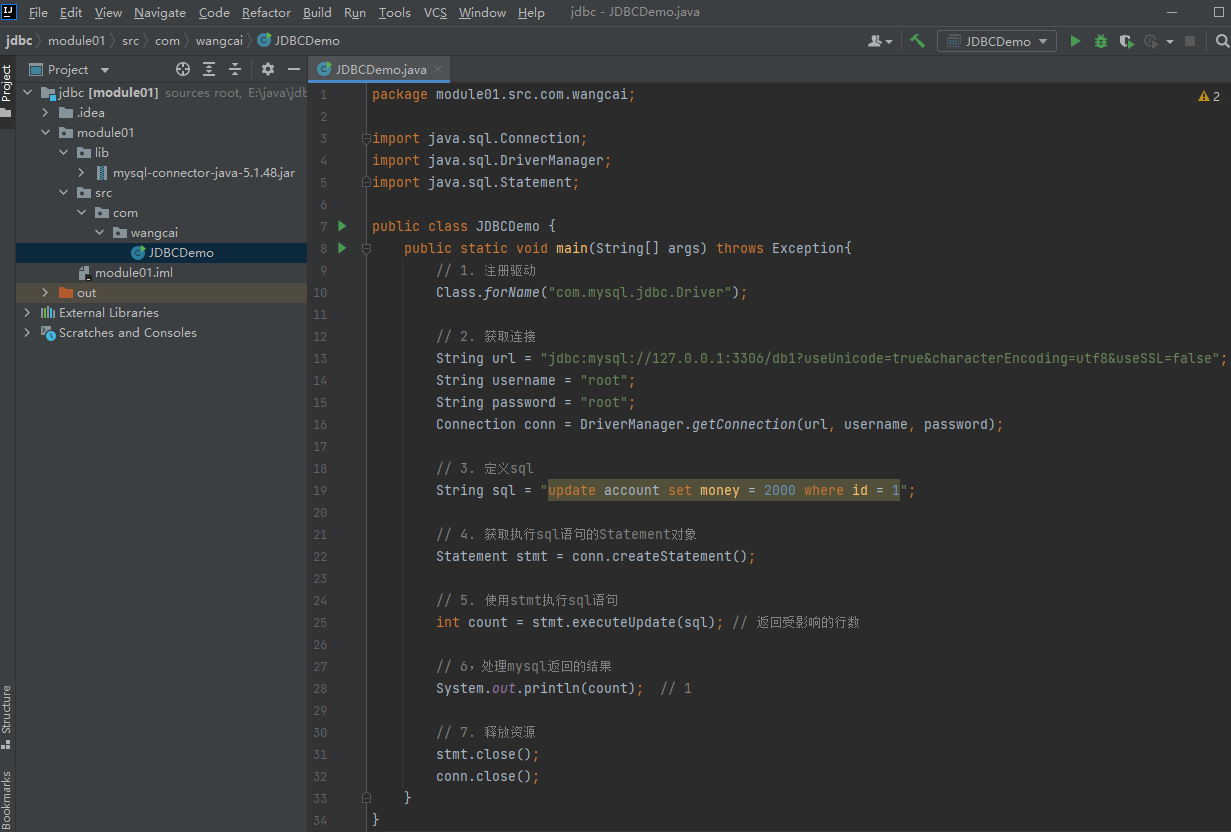 File Edit View Navigate Code Refactor Build Run Tools VCS Window Help jdbc - JDBCDemo.java
jdbc module01 src com wangcai JDBCDemo
JDBCDemo
Project
Project
JDBCDemo.java
jdbc [module01] sources root, E:\java\jdb
.idea
module01
lib
mysql-connector-java-5.1.48.jar
src
com
wangcai
JDBCDemo
module01.iml
out
External Libraries
Scratches and Consoles
Structure
Bookmarks
2
1 package module01.src.com.wangcai;
2
3 import java.sql.Connection;
4 import java.sql.DriverManager;
5 import java.sql.Statement;
6
7 public class JDBCDemo {
8 public static void main(String[] args) throws Exception{
9 // 1. 注册驱动
10 Class.forName("com.mysql.jdbc.Driver");
11
12 // 2. 获取连接
13 String url = "jdbc:mysql://127.0.0.1:3306/db1?useUnicode=true&characterEncoding=utf8&useSSL=false";
14 String username = "root";
15 String password = "root";
16 Connection conn = DriverManager.getConnection(url, username, password);
17
18 // 3. 定义sql
19 String sql = "update account set money = 2000 where id = 1";
20
21 // 4. 获取执行sql语句的Statement对象
22 Statement stmt = conn.createStatement();
23
24 // 5. 使用stmt执行sql语句
25 int count = stmt.executeUpdate(sql); // 返回受影响的行数
26
27 // 6，处理mysql返回的结果
28 System.out.println(count); // 1
29
30 // 7. 释放资源
31 stmt.close();
32 conn.close();
33 }
34 }